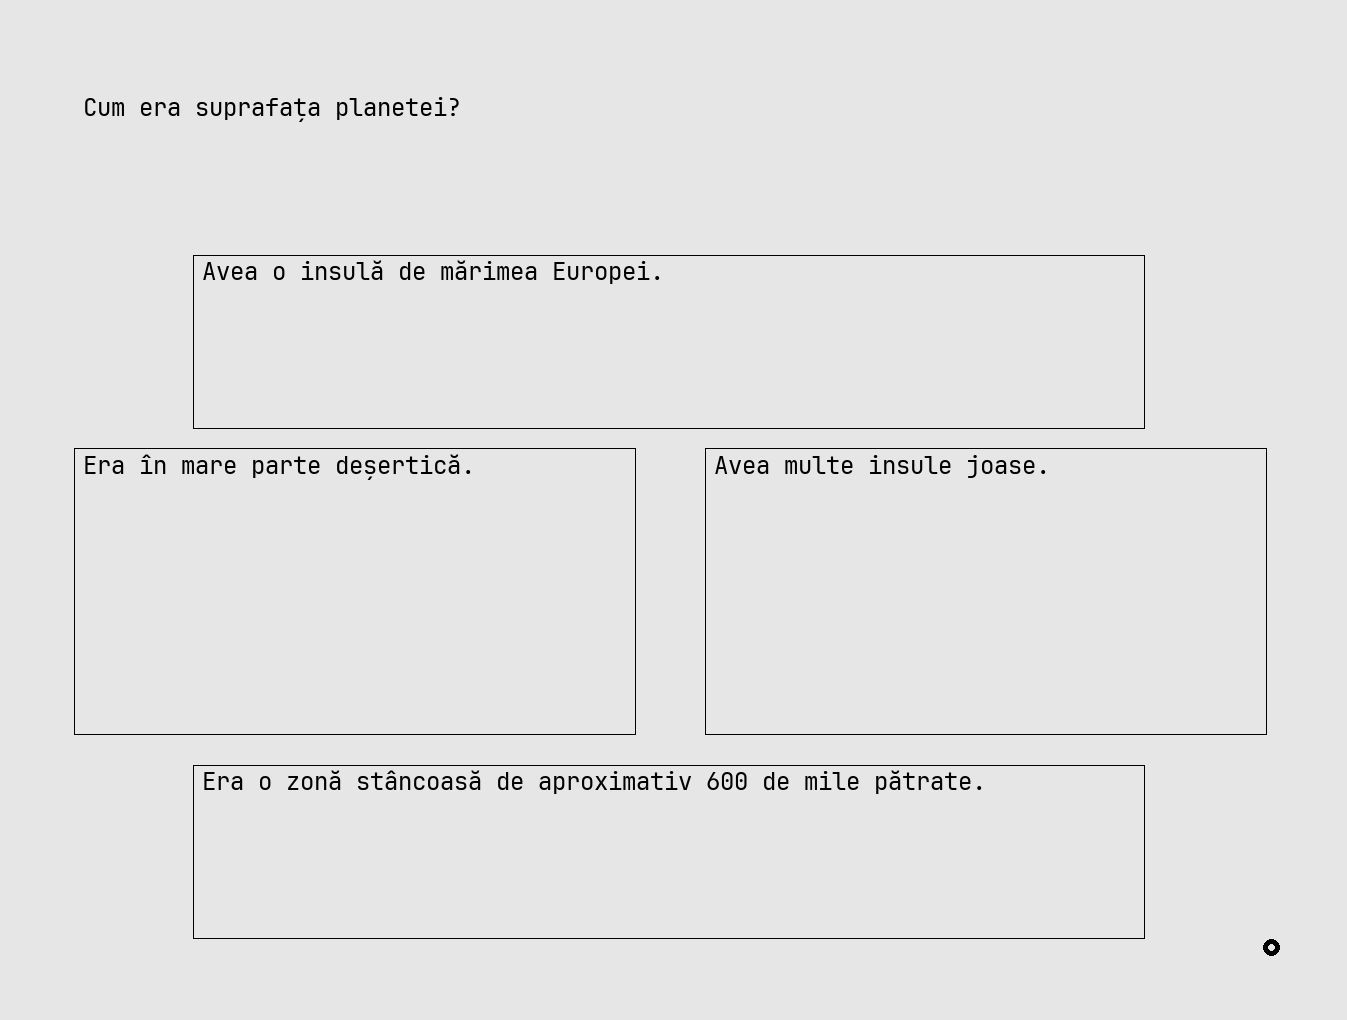 Cum era suprafața planetei?
Avea o insulă de mărimea Europei.
Era în mare parte deșertică.
Avea multe insule joase.
Era o zonă stâncoasă de aproximativ 600 de mile pătrate.